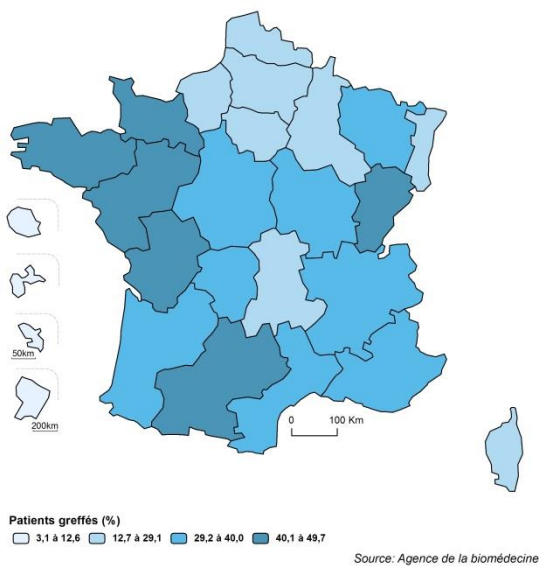 50km
200km
0 100 Km
Patients greffés (%)
3,1 à 12,6 12,7 à 29,1 29,2 à 40,0 40,1 à 49,7
Source: Agence de la biomédecine